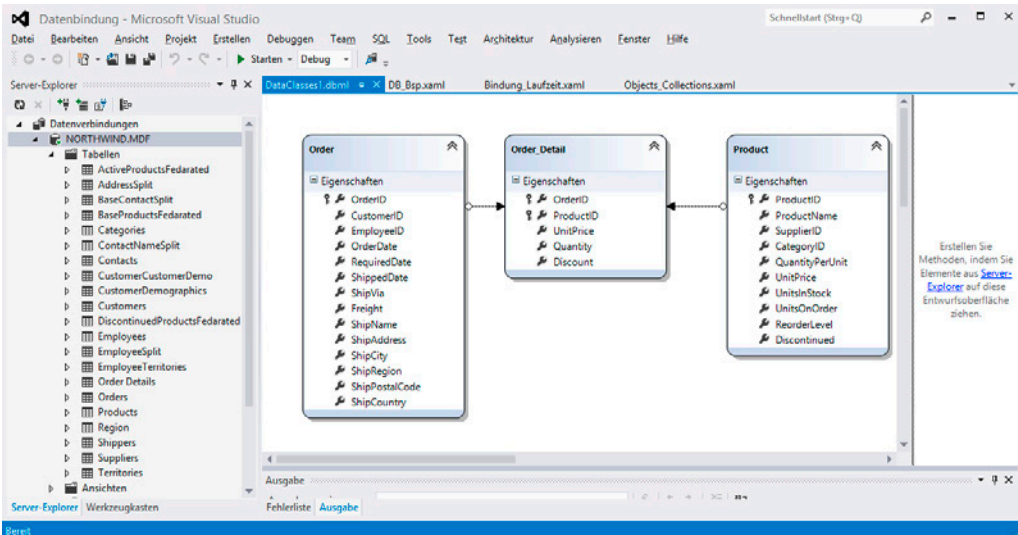 Datenbindung - Microsoft Visual Studio
Schnellstart (Strg+Q)
Datei Bearbeiten Ansicht Projekt Erstellen Debuggen Team SQL Tools Test Architektur Analysieren Fenster Hilfe
Starten Debug
Server-Explorer
DataClasses1.dbml DB_Bsp.xaml Bindung_Laufzeit.xaml Objects_Collections.xaml
Datenverbindungen
NORTHWIND.MDF
Tabellen
ActiveProductsFedarated
AddressSplit
BaseContactSplit
BaseProductsFedarated
Categories
ContactNameSplit
Contacts
CustomerCustomerDemo
CustomerDemographics
Customers
DiscontinuedProductsFedarated
Employees
EmployeeSplit
EmployeeTerritories
Order Details
Orders
Products
Region
Shippers
Suppliers
Territories
Ansichten
Server-Explorer Werkzeugkasten
Order
Eigenschaften
OrderID
CustomerID
EmployeeID
OrderDate
RequiredDate
ShippedDate
ShipVia
Freight
ShipName
ShipAddress
ShipCity
ShipRegion
ShipPostalCode
ShipCountry
Order_Detail
Eigenschaften
OrderID
ProductID
UnitPrice
Quantity
Discount
Product
Eigenschaften
ProductID
ProductName
SupplierID
CategoryID
QuantityPerUnit
UnitPrice
UnitsInStock
UnitsOnOrder
ReorderLevel
Discontinued
Erstellen Sie
Methoden, indem Sie
Elemente aus Server-
Explorer auf diese
Entwurfsoberfläche
ziehen.
Ausgabe
Fehlerliste Ausgabe
Bereit